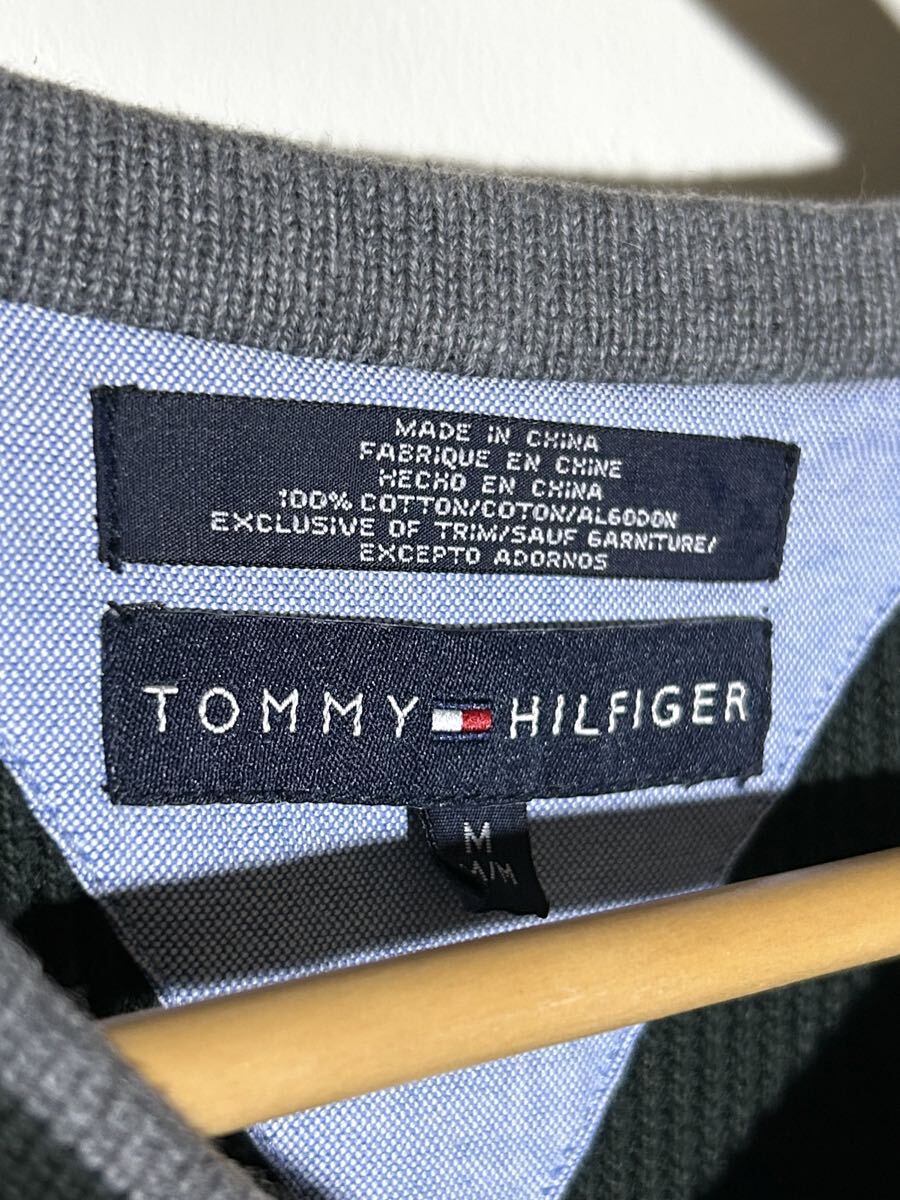 MADE IN CHINA
FABRIQUE EN CHINE
HECHO EN CHINA
100% COTTON/COTON/ALGODON
EXCLUSIVE OF TRIM/SAUF GARNITURE/
EXCEPTO ADORNOS
TOMMY HILFIGER
M